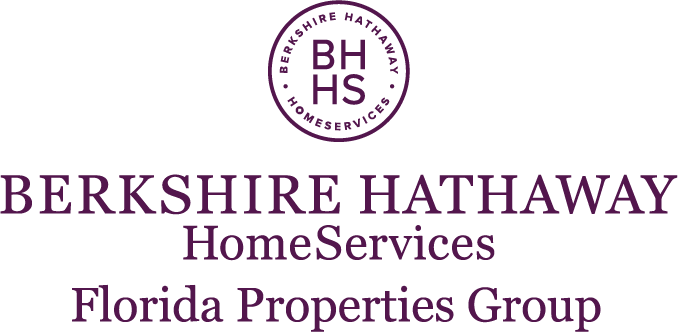 BERKSHIRE HATHAWAY
BH
HS
• HOMESERVICES •
BERKSHIRE HATHAWAY
HomeServices
Florida Properties Group